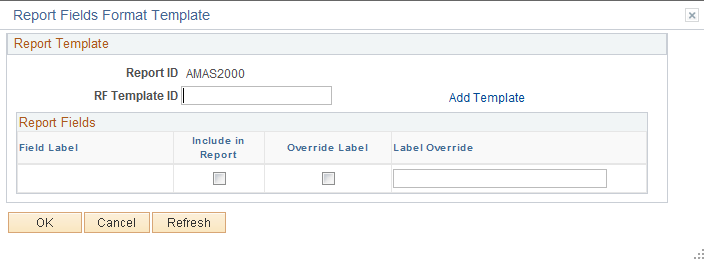 Report Fields Format Template
Report Template
Report ID AMAS2000
RF Template ID
Add Template
Report Fields
Field Label
Include in
Report
Override Label
Label Override
OK Cancel Refresh